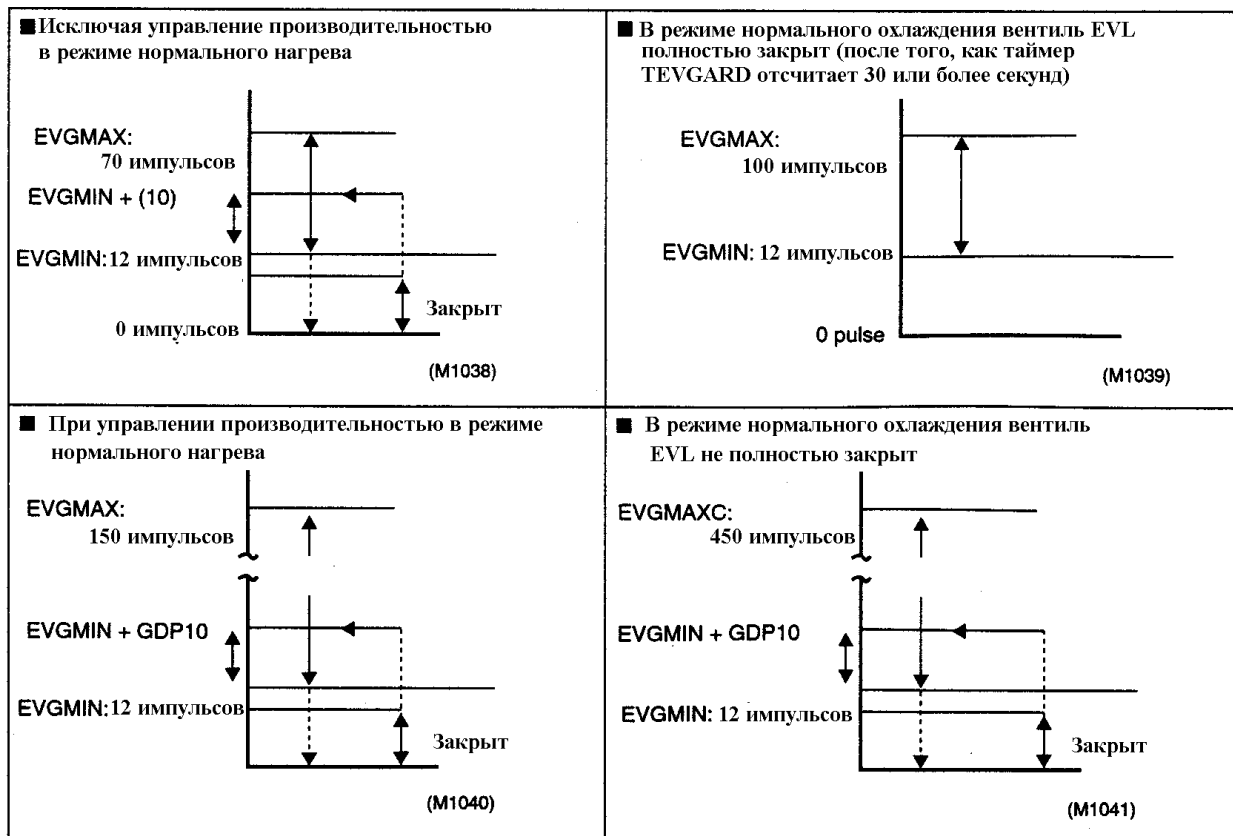 ■ Исключая управление производительностью
в режиме нормального нагрева
EVGMAX:
70 импульсов
EVGMIN + (10)
EVGMIN: 12 импульсов
Закрыт
0 импульсов
(M1038)
■ В режиме нормального охлаждения вентиль EVL
полностью закрыт (после того, как таймер
TEVGARD отсчитает 30 или более секунд)
EVGMAX:
100 импульсов
EVGMIN: 12 импульсов
0 pulse
(M1039)
■ При управлении производительностью в режиме
нормального нагрева
EVGMAX:
150 импульсов
EVGMIN + GDP10
EVGMIN: 12 импульсов
Закрыт
(M1040)
■ В режиме нормального охлаждения вентиль
EVL не полностью закрыт
EVGMAXC:
450 импульсов
EVGMIN + GDP10
EVGMIN: 12 импульсов
Закрыт
(M1041)